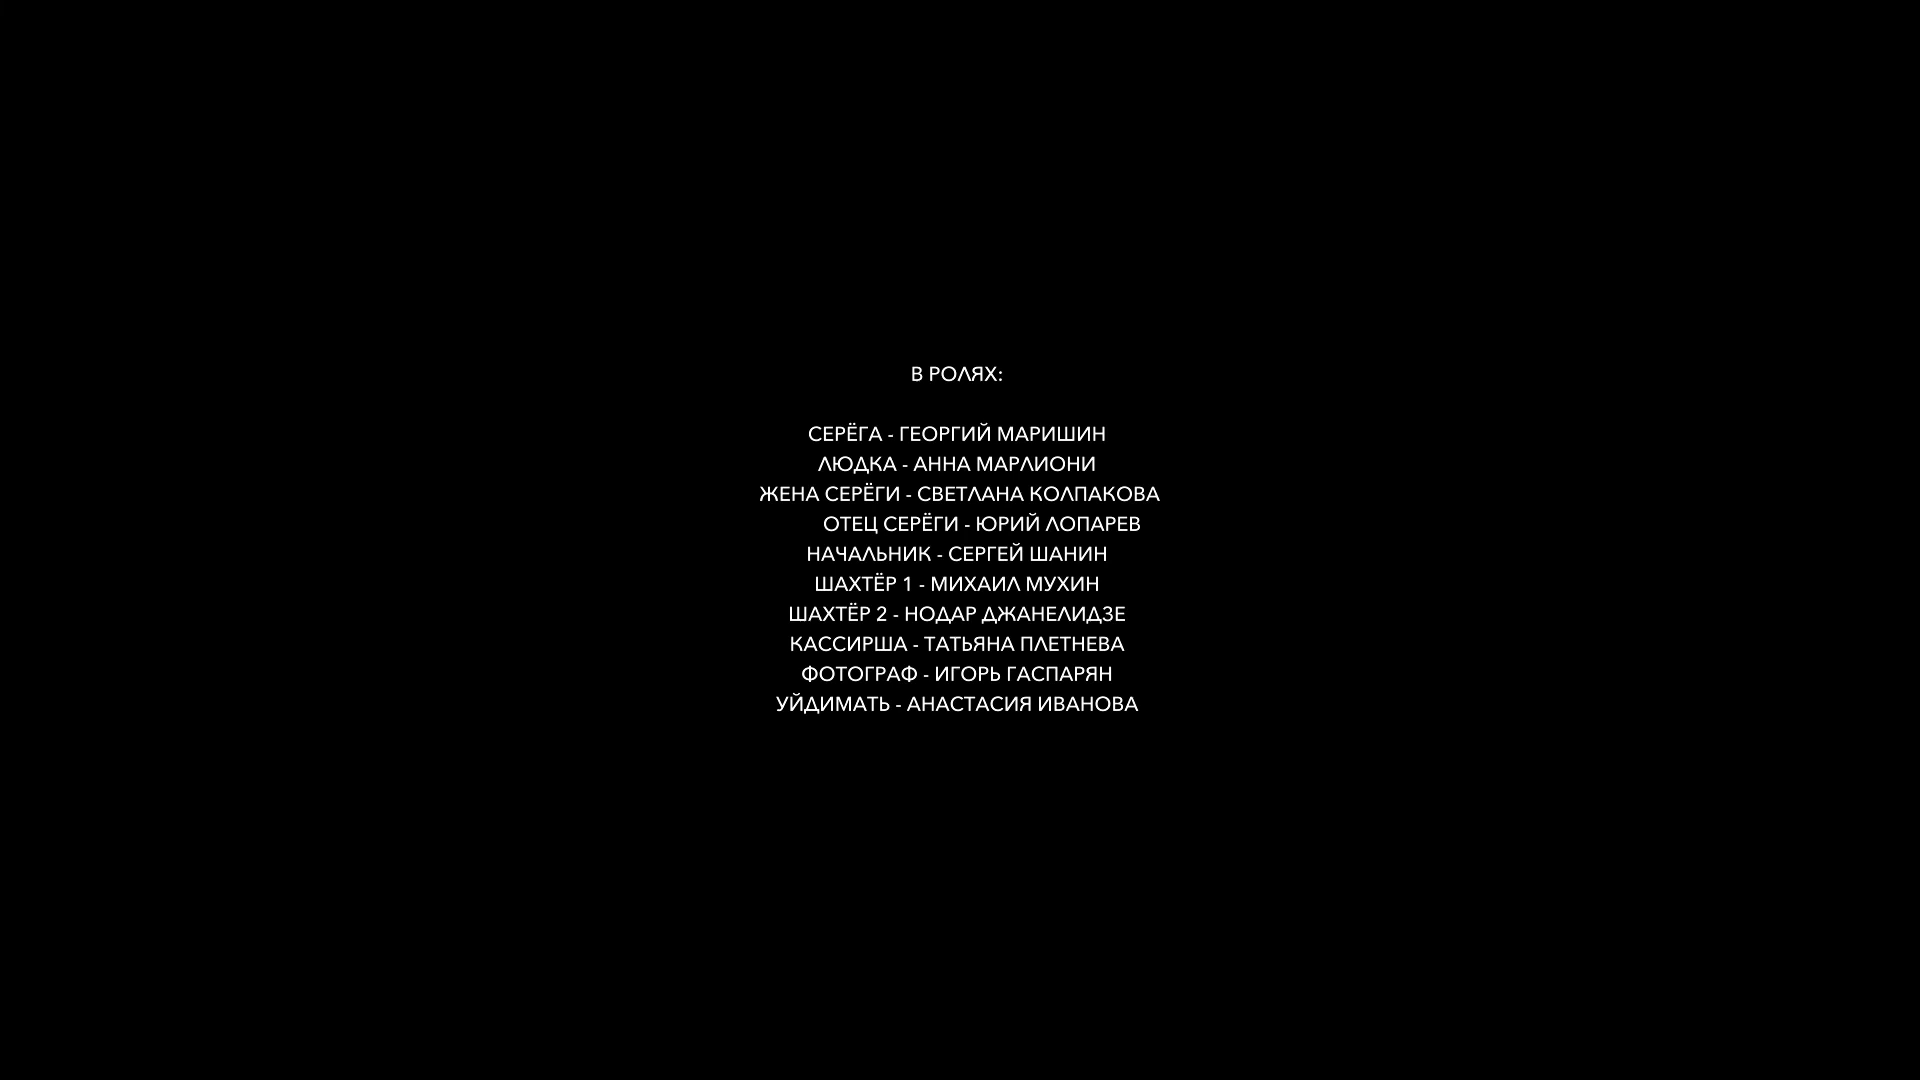 В РОЛЯХ:
СЕРЁГА - ГЕОРГИЙ МАРИШИН
ЛЮДКА - АННА МАРЛИОНИ
ЖЕНА СЕРЁГИ - СВЕТЛАНА КОЛПАКОВА
ОТЕЦ СЕРЁГИ - ЮРИЙ ЛОПАРЕВ
НАЧАЛЬНИК - СЕРГЕЙ ШАНИН
ШАХТЁР 1 - МИХАИЛ МУХИН
ШАХТЁР 2 - НОДАР ДЖАНЕЛИДЗЕ
КАССИРША - ТАТЬЯНА ПЛЕТНЕВА
ФОТОГРАФ - ИГОРЬ ГАСПАРЯН
УЙДИМАТЬ - АНАСТАСИЯ ИВАНОВА